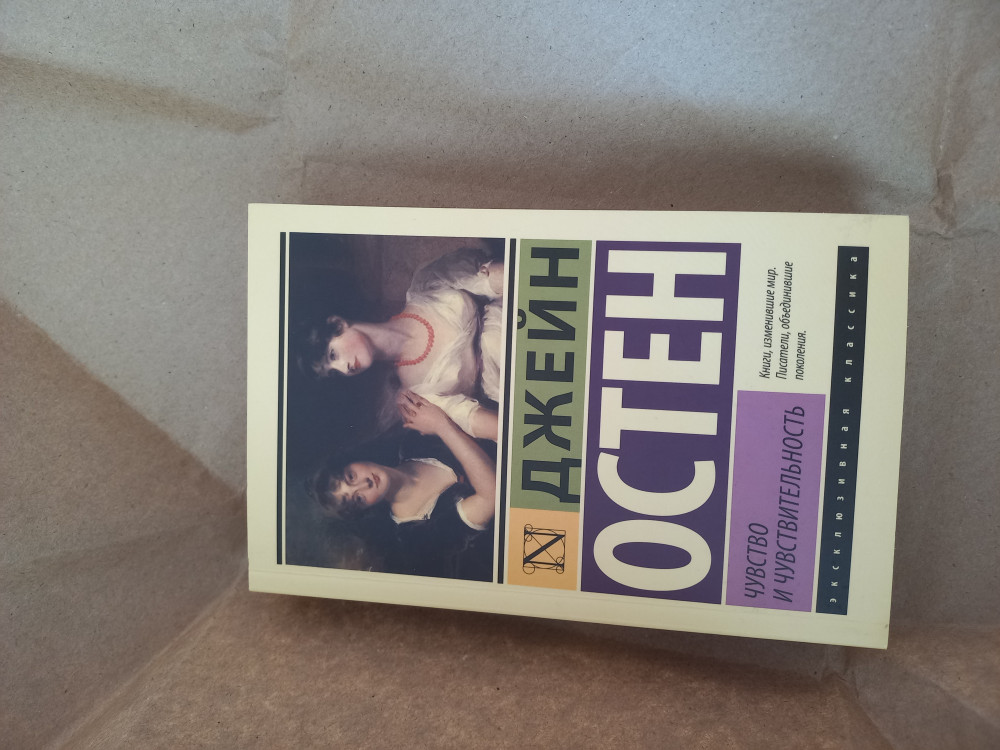 ДЖЕЙН
ОСТЕН
Книги, изменившие мир.
Писатели, объединившие
поколения.
ЧУВСТВО
И ЧУВСТВИТЕЛЬНОСТЬ
эксклюзивная классика